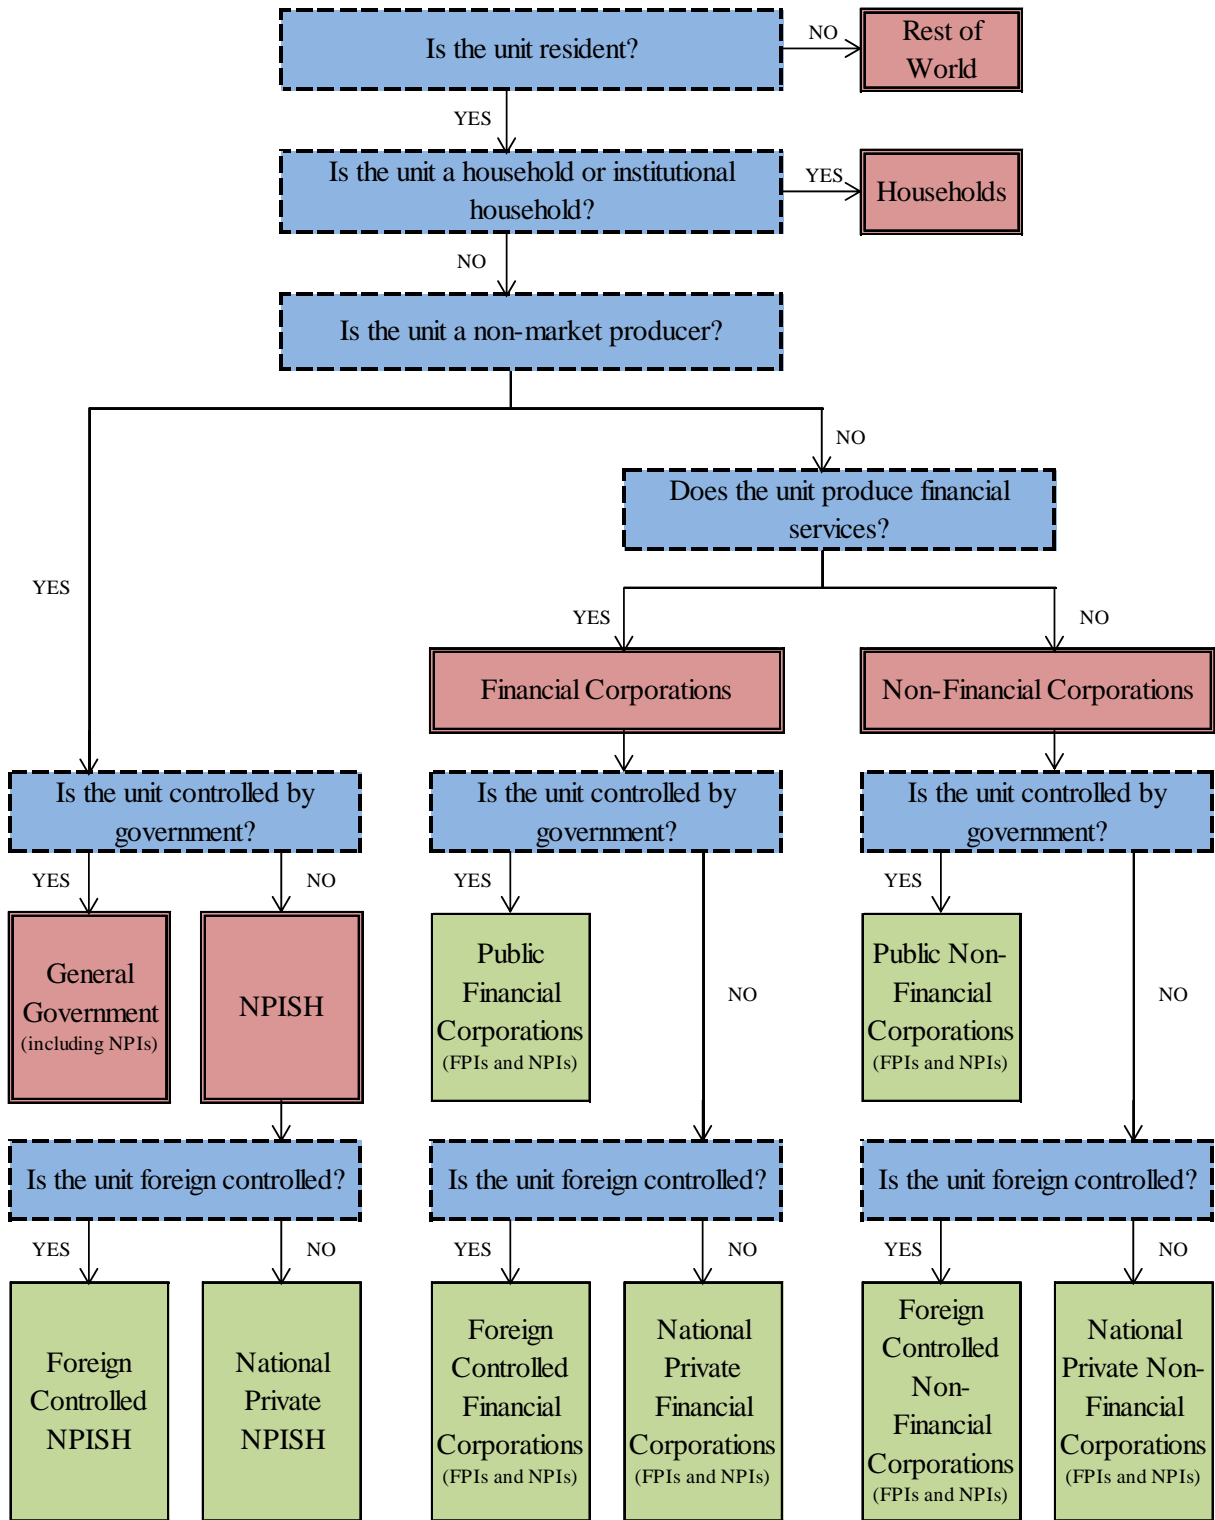 Is the unit resident?
NO
Rest of
World
YES
Is the unit a household or institutional
household?
YES
Households
NO
Is the unit a non-market producer?
NO
Does the unit produce financial
services?
YES
YES
NO
Financial Corporations
Non-Financial Corporations
Is the unit controlled by
government?
Is the unit controlled by
government?
Is the unit controlled by
government?
YES
NO
YES
YES
General
Government
(including NPIs)
NPISH
Public
Financial
Corporations
(FPIs and NPIs)
NO
Public Non-
Financial
Corporations
(FPIs and NPIs)
NO
Is the unit foreign controlled?
Is the unit foreign controlled?
Is the unit foreign controlled?
YES
NO
YES
NO
YES
NO
Foreign
Controlled
NPISH
National
Private
NPISH
Foreign
Controlled
Financial
Corporations
(FPIs and NPIs)
National
Private
Financial
Corporations
(FPIs and NPIs)
Foreign
Controlled
Non-
Financial
Corporations
(FPIs and NPIs)
National
Private Non-
Financial
Corporations
(FPIs and NPIs)